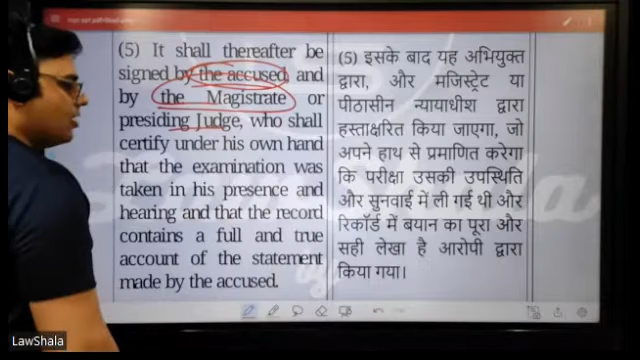 (5) It shall thereafter be
signed by the accused and
by the Magistrate or
presiding Judge, who shall
certify under his own hand
that the examination was
taken in his presence and
hearing and that the record
contains a full and true
account of the statement
made by the accused.
(5) इसके बाद यह अभियुक्त
द्वारा, और मजिस्ट्रेट या
पीठासीन न्यायाधीश द्वारा
हस्ताक्षरित किया जाएगा, जो
अपने हाथ से प्रमाणित करेगा
कि परीक्षा उसकी उपस्थिति
और सुनवाई में ली गई थी और
रिकॉर्ड में बयान का पूरा और
सही लेखा है आरोपी द्वारा
किया गया।
LawShala